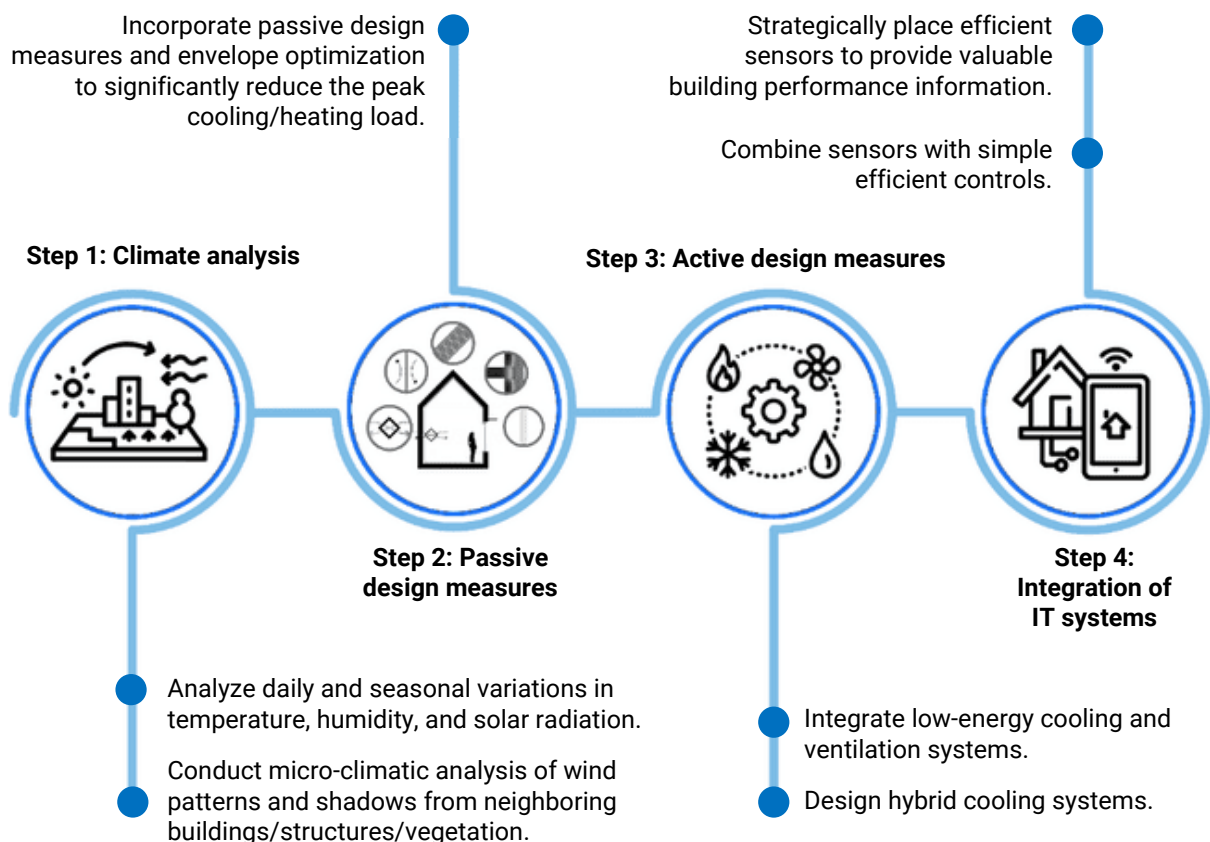 Incorporate passive design
measures and envelope optimization
to significantly reduce the peak
cooling/heating load.
Strategically place efficient
sensors to provide valuable
building performance information.
Combine sensors with simple
efficient controls.
Step 1: Climate analysis
Step 3: Active design measures
Step 2: Passive
design measures
Step 4:
Integration of
IT systems
Analyze daily and seasonal variations in
temperature, humidity, and solar radiation.
Conduct micro-climatic analysis of wind
patterns and shadows from neighboring
buildings/structures/vegetation.
Integrate low-energy cooling and
ventilation systems.
Design hybrid cooling systems.